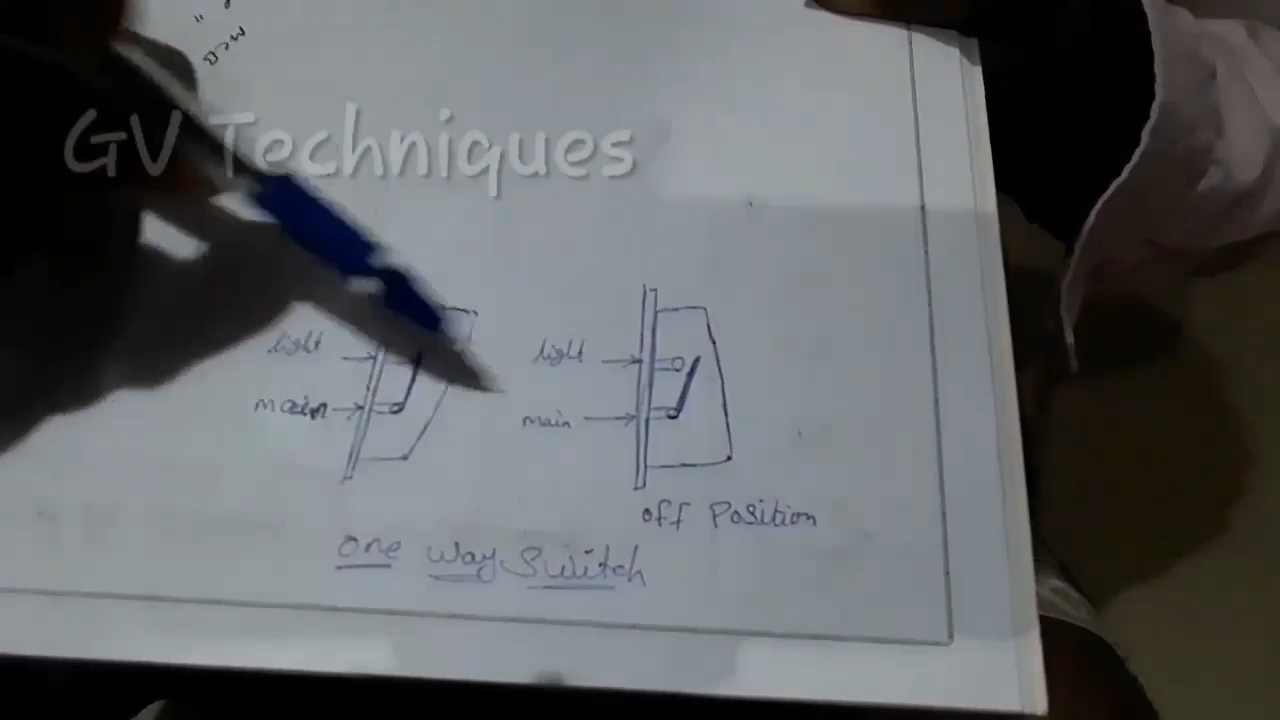 GV Techniques
light
main
light
main
off Position
one way switch